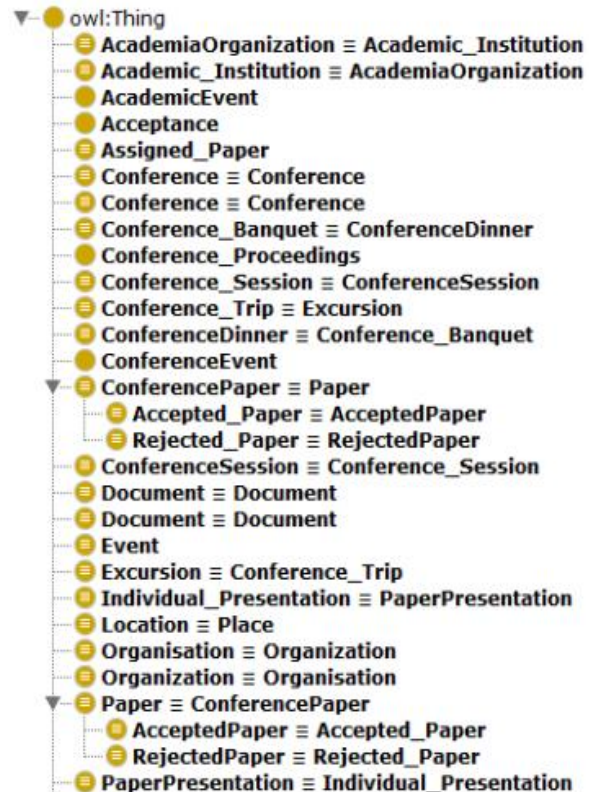 owl:Thing
AcademiaOrganization ≡ Academic_Institution
Academic_Institution ≡ AcademiaOrganization
AcademicEvent
Acceptance
Assigned_Paper
Conference ≡ Conference
Conference ≡ Conference
Conference_Banquet ≡ ConferenceDinner
Conference_Proceedings
Conference_Session ≡ ConferenceSession
Conference_Trip ≡ Excursion
ConferenceDinner ≡ Conference_Banquet
ConferenceEvent
ConferencePaper ≡ Paper
Accepted_Paper ≡ AcceptedPaper
Rejected_Paper ≡ RejectedPaper
ConferenceSession ≡ Conference_Session
Document ≡ Document
Document ≡ Document
Event
Excursion ≡ Conference_Trip
Individual_Presentation ≡ PaperPresentation
Location ≡ Place
Organisation ≡ Organization
Organization ≡ Organisation
Paper ≡ ConferencePaper
AcceptedPaper ≡ Accepted_Paper
RejectedPaper ≡ Rejected_Paper
PaperPresentation ≡ Individual_Presentation